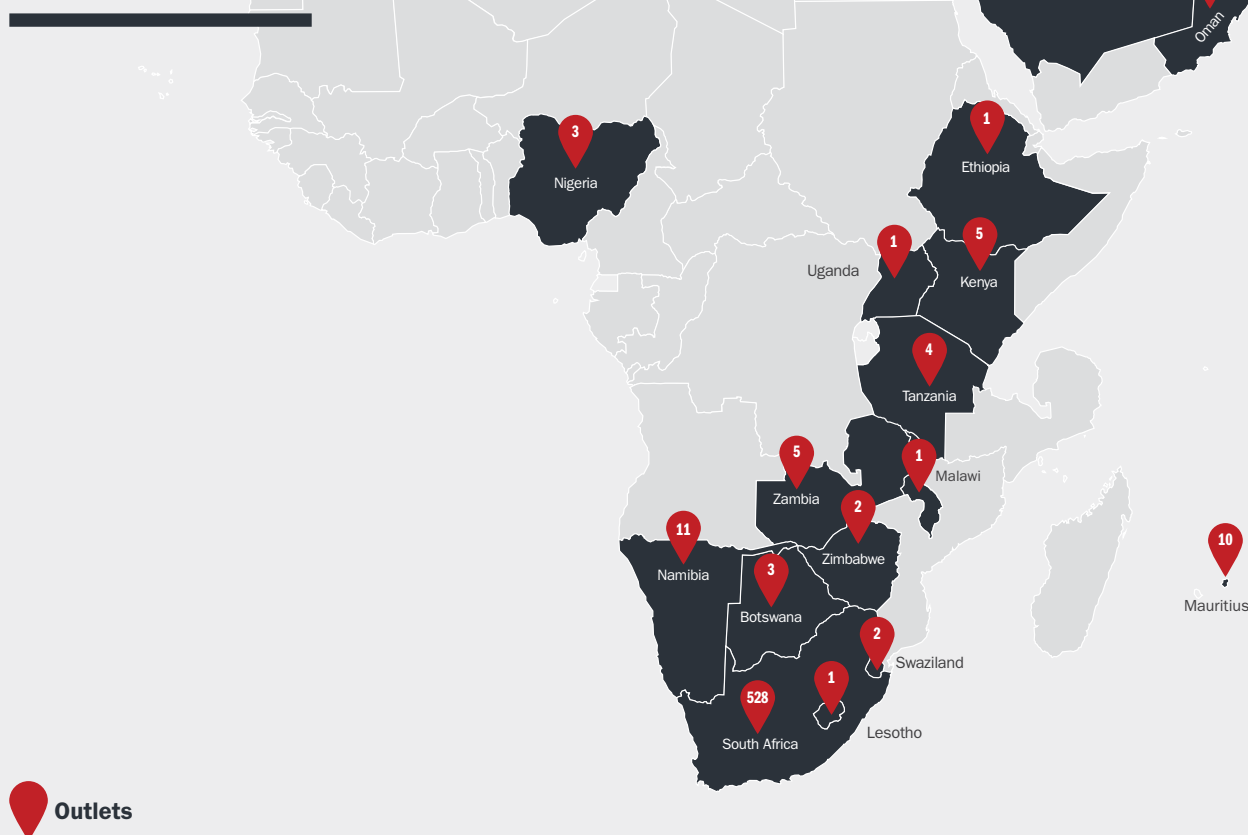 Oman
3
Nigeria
1
Ethiopia
1
Uganda
5
Kenya
4
Tanzania
5
Zambia
1
Malawi
2
Zimbabwe
11
Namibia
3
Botswana
10
Mauritius
2
Swaziland
1
Lesotho
528
South Africa
Outlets